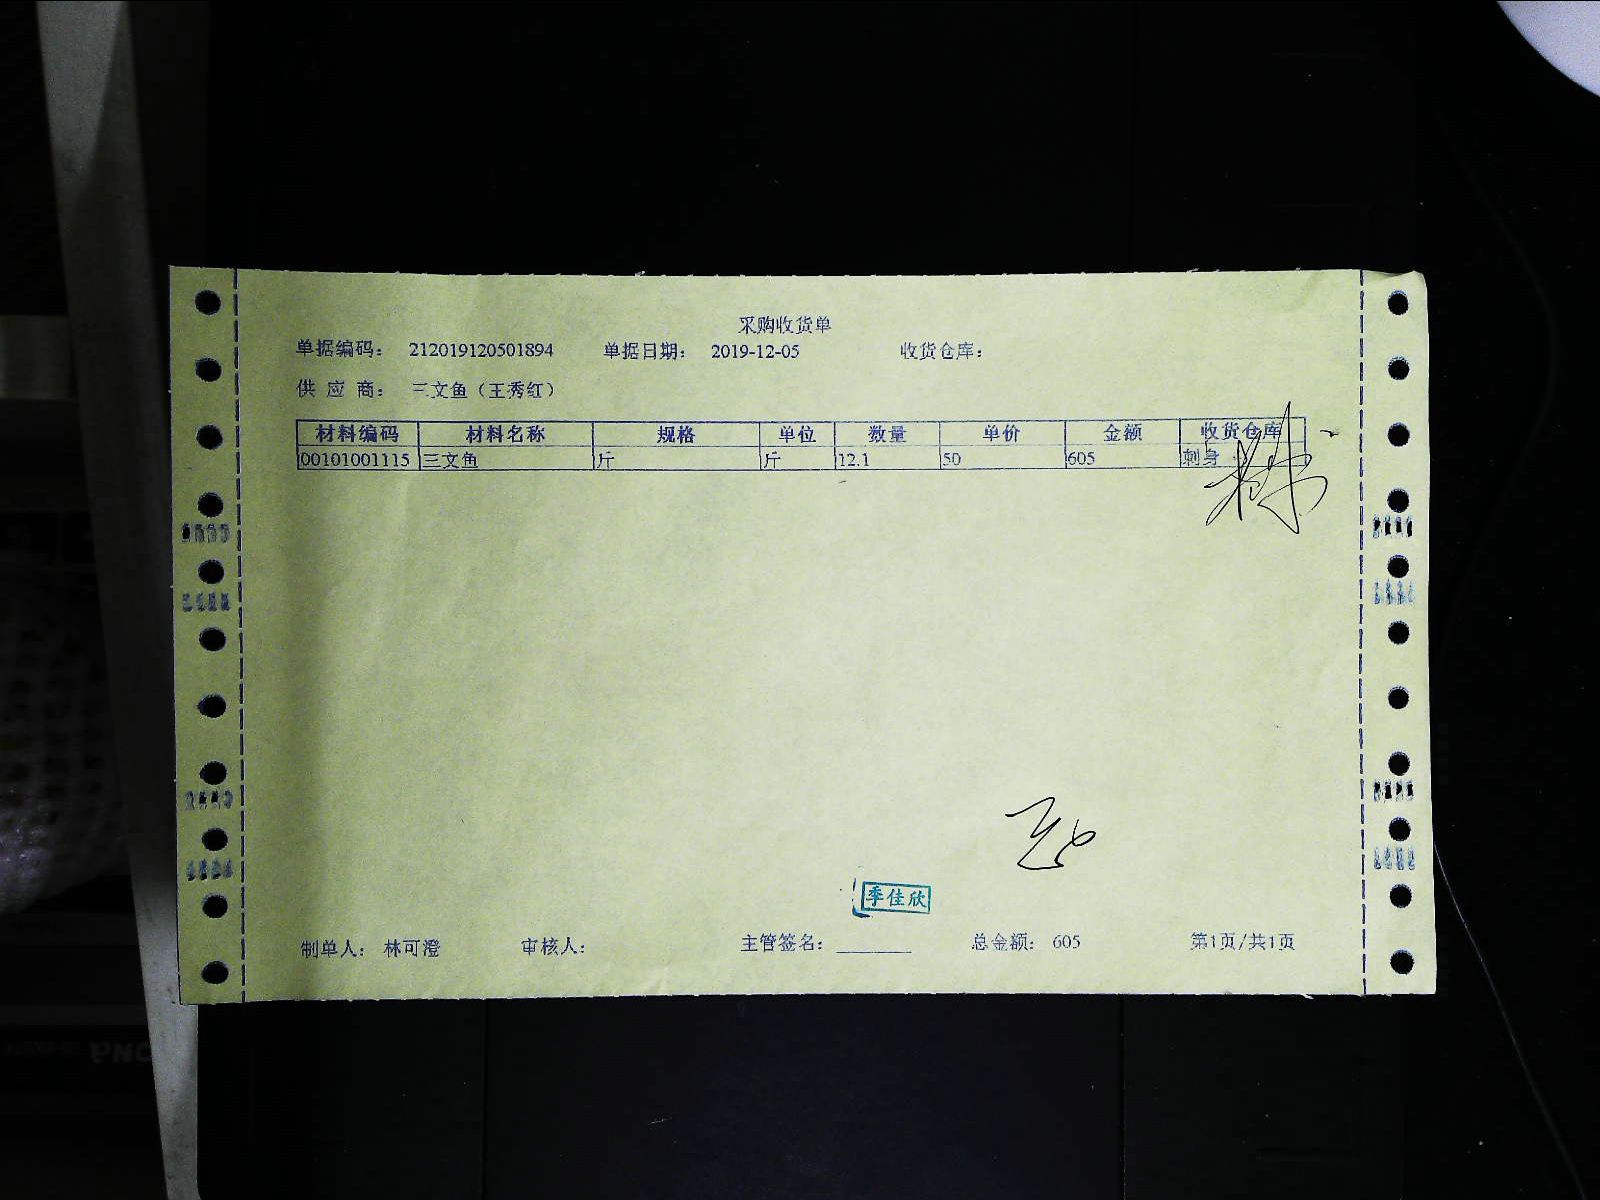 采购收货单
单据编码: 212019120501894 单据日期: 2019-12-05 收货仓库:
供 应 商: 三文鱼（王秀红）
材料编码 材料名称 规格 单位 数量 单价 金额 收货仓库
00101001115 三文鱼 斤 斤 12.1 50 605 刺身
季佳欣
制单人: 林可澄 审核人: 主管签名: 总金额: 605 第1页/共1页